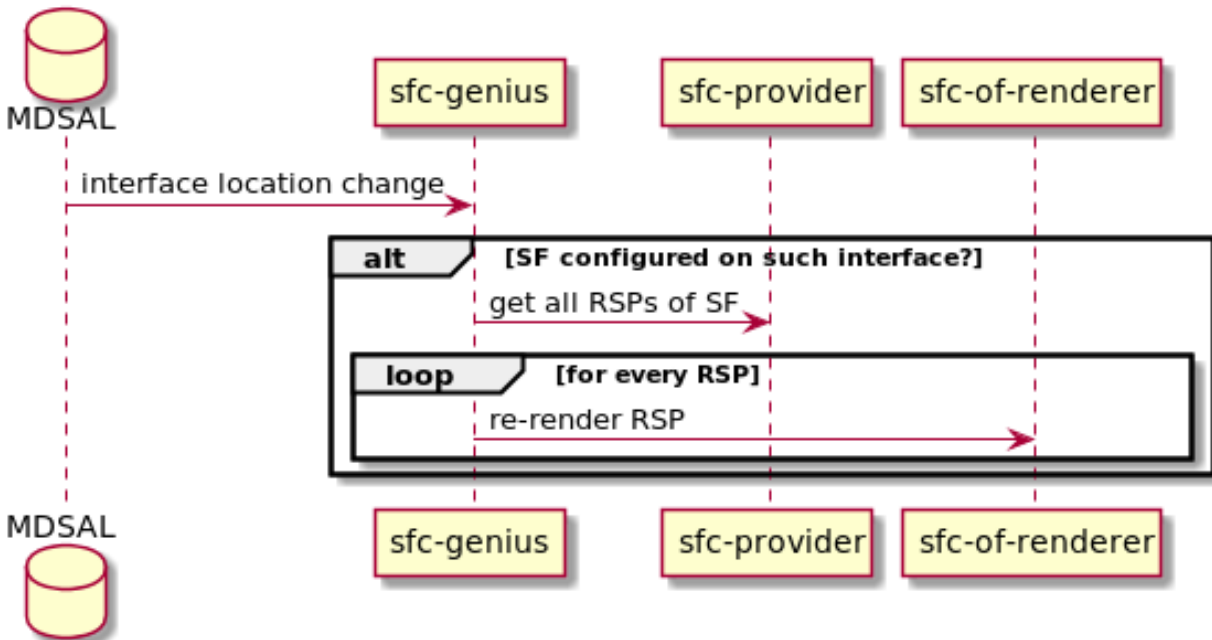 MDSAL
sfc-genius
sfc-provider
sfc-of-renderer
interface location change
alt
[SF configured on such interface?]
get all RSPs of SF
loop
[for every RSP]
re-render RSP
MDSAL
sfc-genius
sfc-provider
sfc-of-renderer